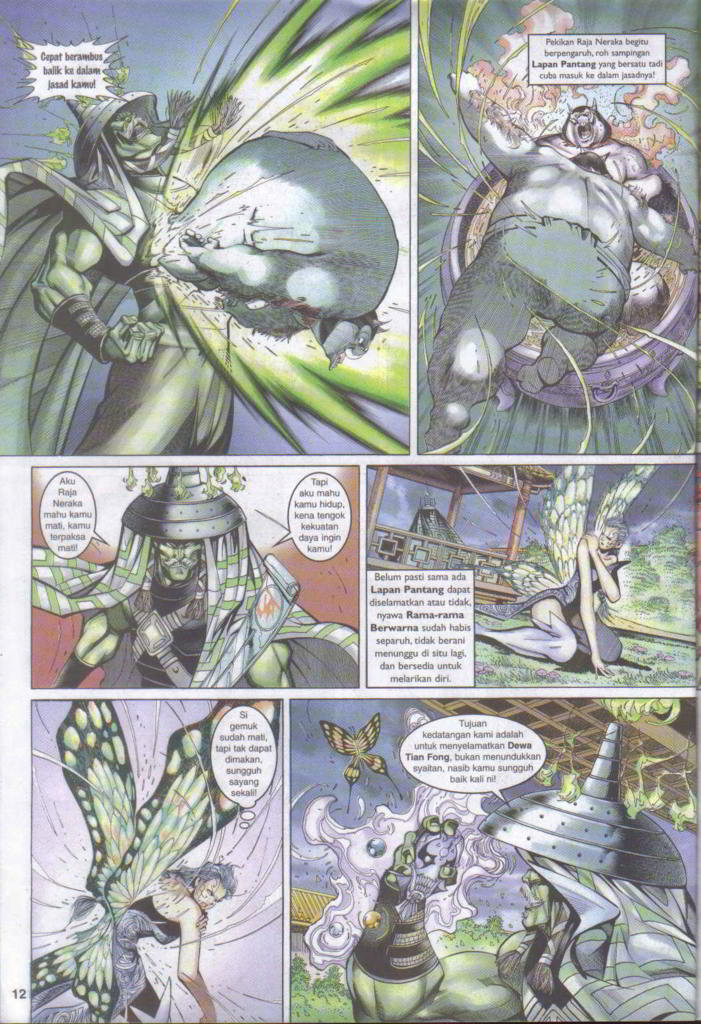 Cepat berambus
balik ke dalam
jasad kamu!
Pekikan Raja Neraka begitu
berpengaruh, roh sampingan
Lapan Pantang yang bersatu tadi
cuba masuk ke dalam jasadnya!
Aku
Raja
Neraka
mahu kamu
mati, kamu
terpaksa
mati!
Tapi
aku mahu
kamu hidup,
kena tengok
kekuatan
daya ingin
kamu!
Belum pasti sama ada
Lapan Pantang dapat
diselamatkan atau tidak,
nyawa Rama-rama
Berwarna sudah habis
separuh, tidak berani
menunggu di situ lagi,
dan bersedia untuk
melarikan diri.
Si
gemuk
sudah mati,
tapi tak dapat
dimakan,
sungguh
sayang
sekali!
Tujuan
kedatangan kami adalah
untuk menyelamatkan Dewa
Tian Fong, bukan menundukkan
syaitan, nasib kamu sungguh
baik kali ni!
12